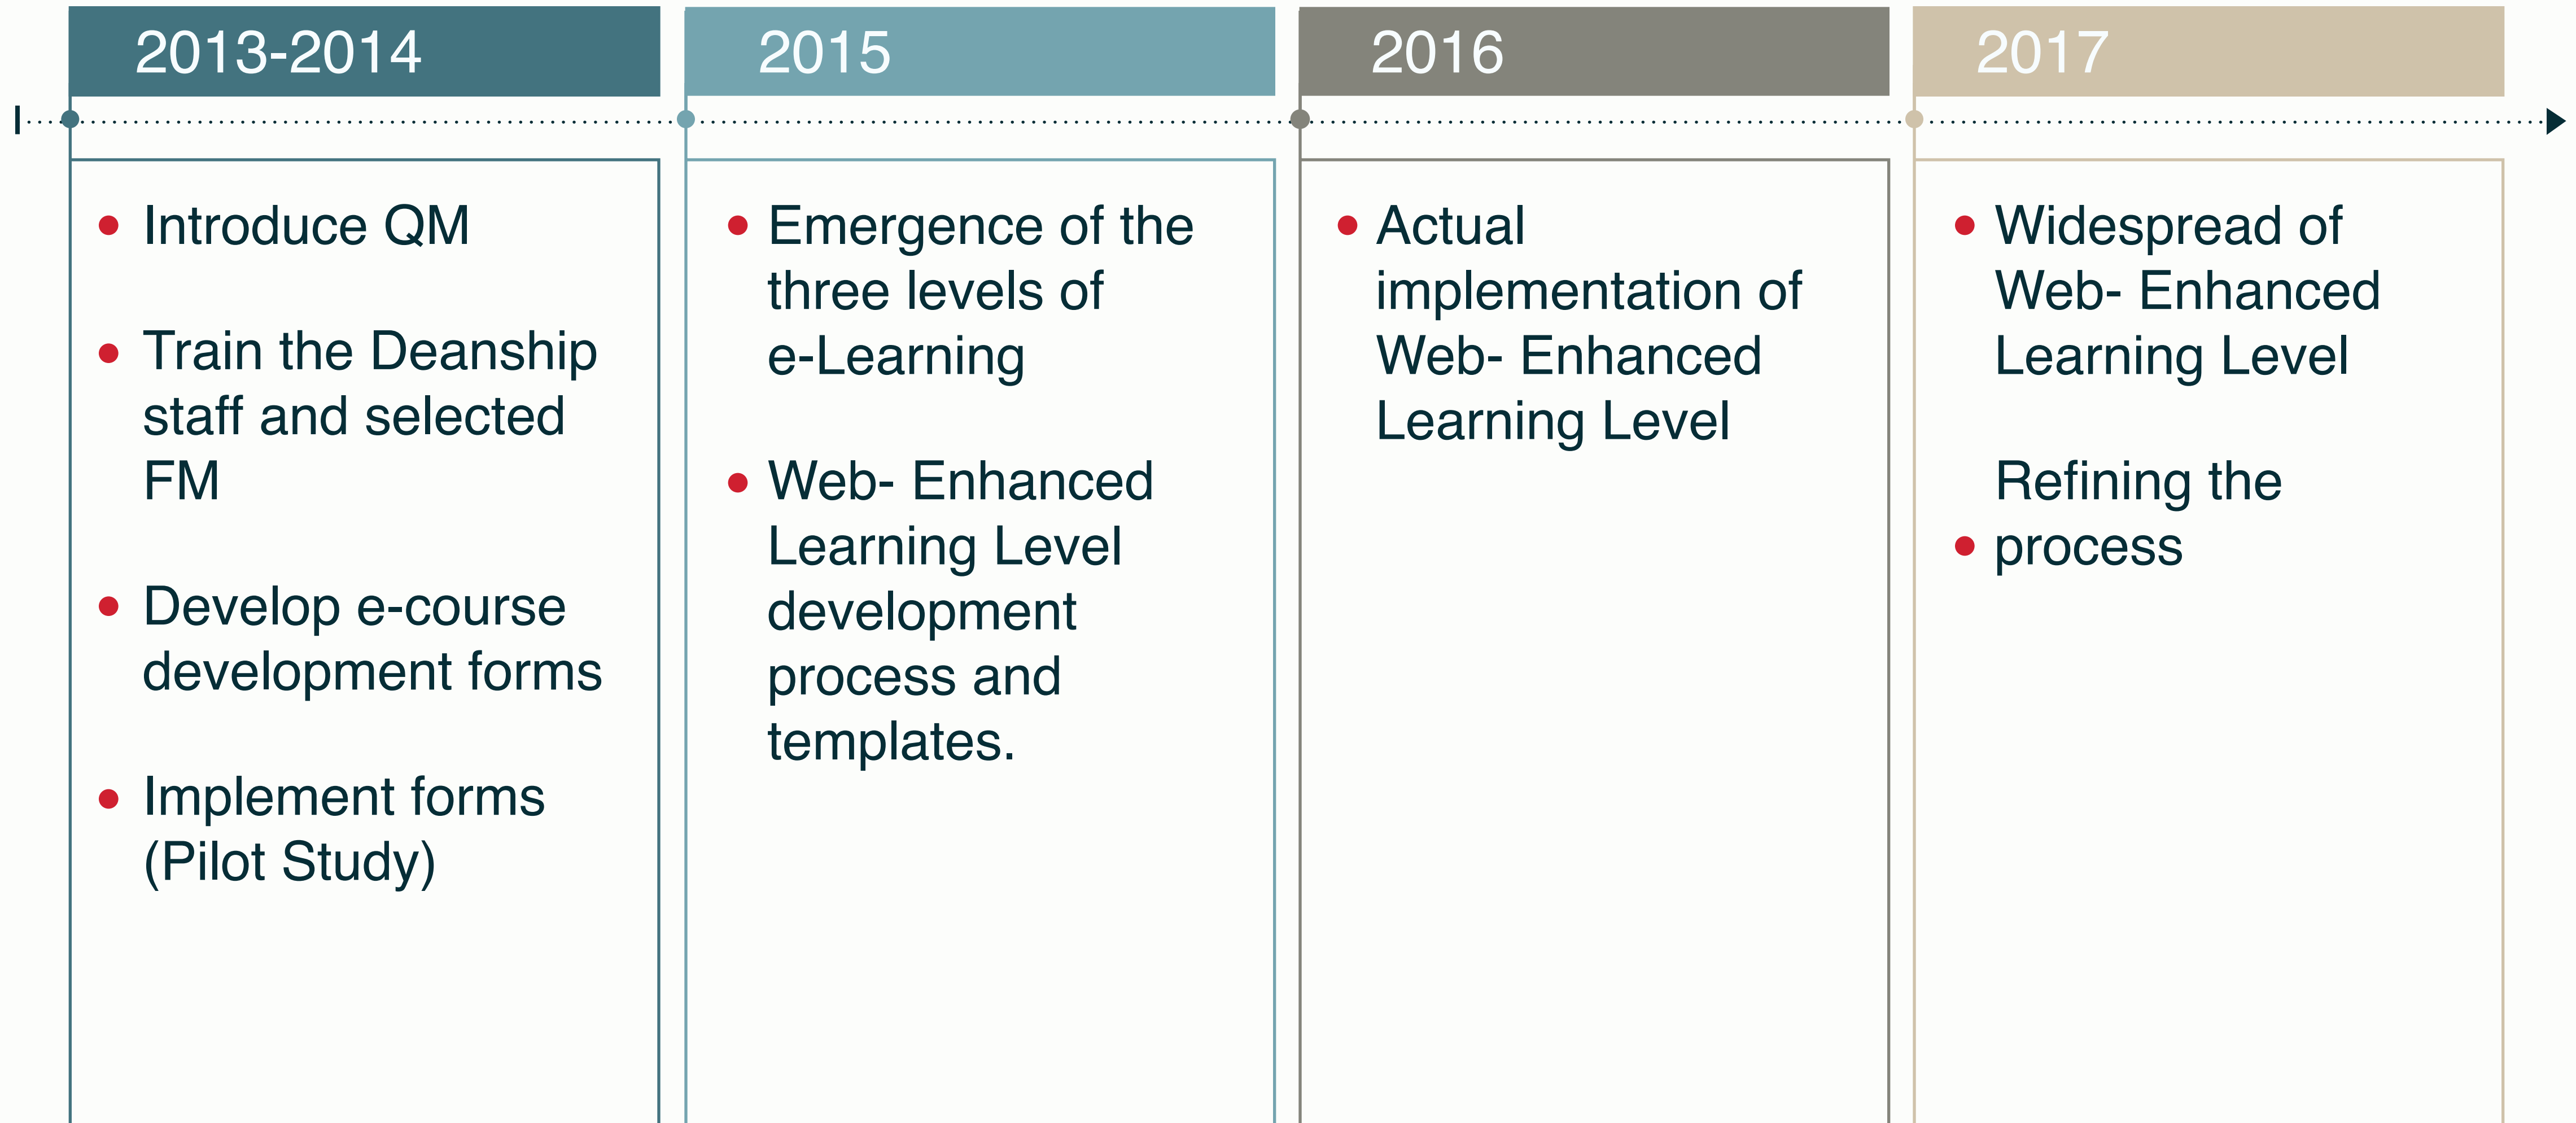 2013-2014
Introduce QM
Train the Deanship
staff and selected
FM
Develop e-course
development forms
Implement forms
(Pilot Study)
2015
Emergence of the
three levels of
e-Learning
Web- Enhanced
Learning Level
development
process and
templates.
2016
Actual
implementation of
Web- Enhanced
Learning Level
2017
Widespread of
Web- Enhanced
Learning Level
Refining the
process